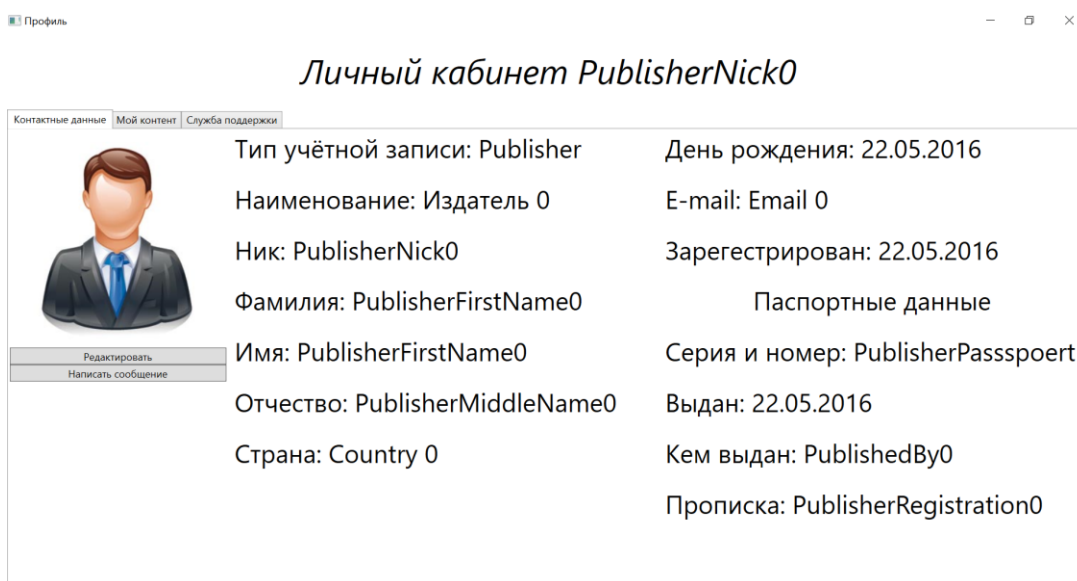 Профиль
Личный кабинет PublisherNick0
Контактные данные Мой контент Служба поддержки
Тип учётной записи: Publisher
Наименование: Издатель 0
Ник: PublisherNick0
Фамилия: PublisherFirstName0
Имя: PublisherFirstName0
Отчество: PublisherMiddleName0
Страна: Country 0
Редактировать
Написать сообщение
День рождения: 22.05.2016
E-mail: Email 0
Зарегестрирован: 22.05.2016
Паспортные данные
Серия и номер: PublisherPassspoert
Выдан: 22.05.2016
Кем выдан: PublishedBy0
Прописка: PublisherRegistration0